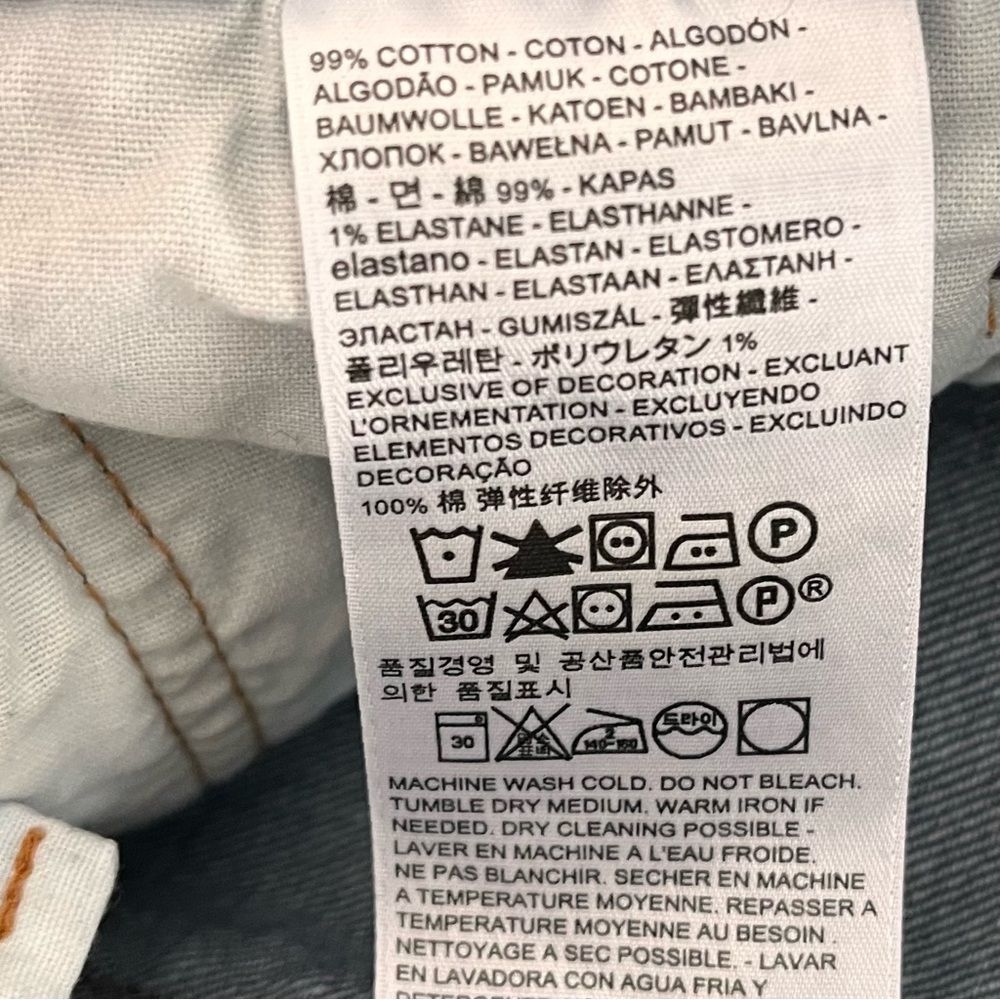 99% COTTON - COTON - ALGODÓN -
ALGODÃO - PAMUK - COTONE -
BAUMWOLLE - KATOEN - BAMBAKI -
ХЛОПОК - BAWEŁNA - PAMUT - BAVLNA -
棉 - 면 - 綿 99% - KAPAS
1% ELASTANE - ELASTHANNE -
elastano - ELASTAN - ELASTOMERO -
ELASTHAN - ELASTAAN - ΕΛΑΣΤΑΝΗ -
ЭЛАСТАН - GUMISZÁL - 彈性纖維 -
폴리우레탄 - ポリウレタン 1%
EXCLUSIVE OF DECORATION - EXCLUANT
L'ORNEMENTATION - EXCLUYENDO
ELEMENTOS DECORATIVOS - EXCLUINDO
DECORAÇÃO
100% 棉 弹性纤维除外
P
30 P ®
품질경영 및 공산품안전관리법에
의한 품질표시
30 2 140-160 드라이
MACHINE WASH COLD. DO NOT BLEACH.
TUMBLE DRY MEDIUM. WARM IRON IF
NEEDED. DRY CLEANING POSSIBLE -
LAVER EN MACHINE A L'EAU FROIDE.
NE PAS BLANCHIR. SECHER EN MACHINE
A TEMPERATURE MOYENNE. REPASSER A
TEMPERATURE MOYENNE AU BESOIN .
NETTOYAGE A SEC POSSIBLE. - LAVAR
EN LAVADORA CON AGUA FRIA Y